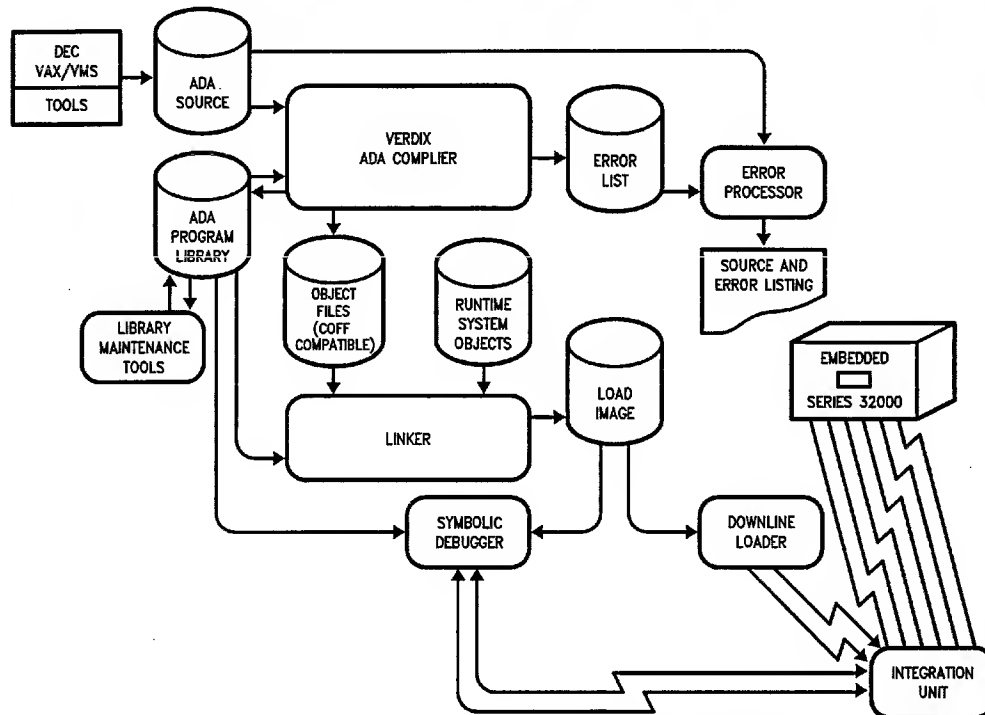 DEC
VAX/VMS
TOOLS
ADA
SOURCE
VERDIX
ADA COMPLIER
ERROR
LIST
ERROR
PROCESSOR
ADA
PROGRAM
LIBRARY
OBJECT
FILES
(COFF
COMPATIBLE)
RUNTIME
SYSTEM
OBJECTS
SOURCE AND
ERROR LISTING
LIBRARY
MAINTENANCE
TOOLS
LOAD
IMAGE
EMBEDDED
SERIES 32000
LINKER
SYMBOLIC
DEBUGGER
DOWNLINE
LOADER
INTEGRATION
UNIT